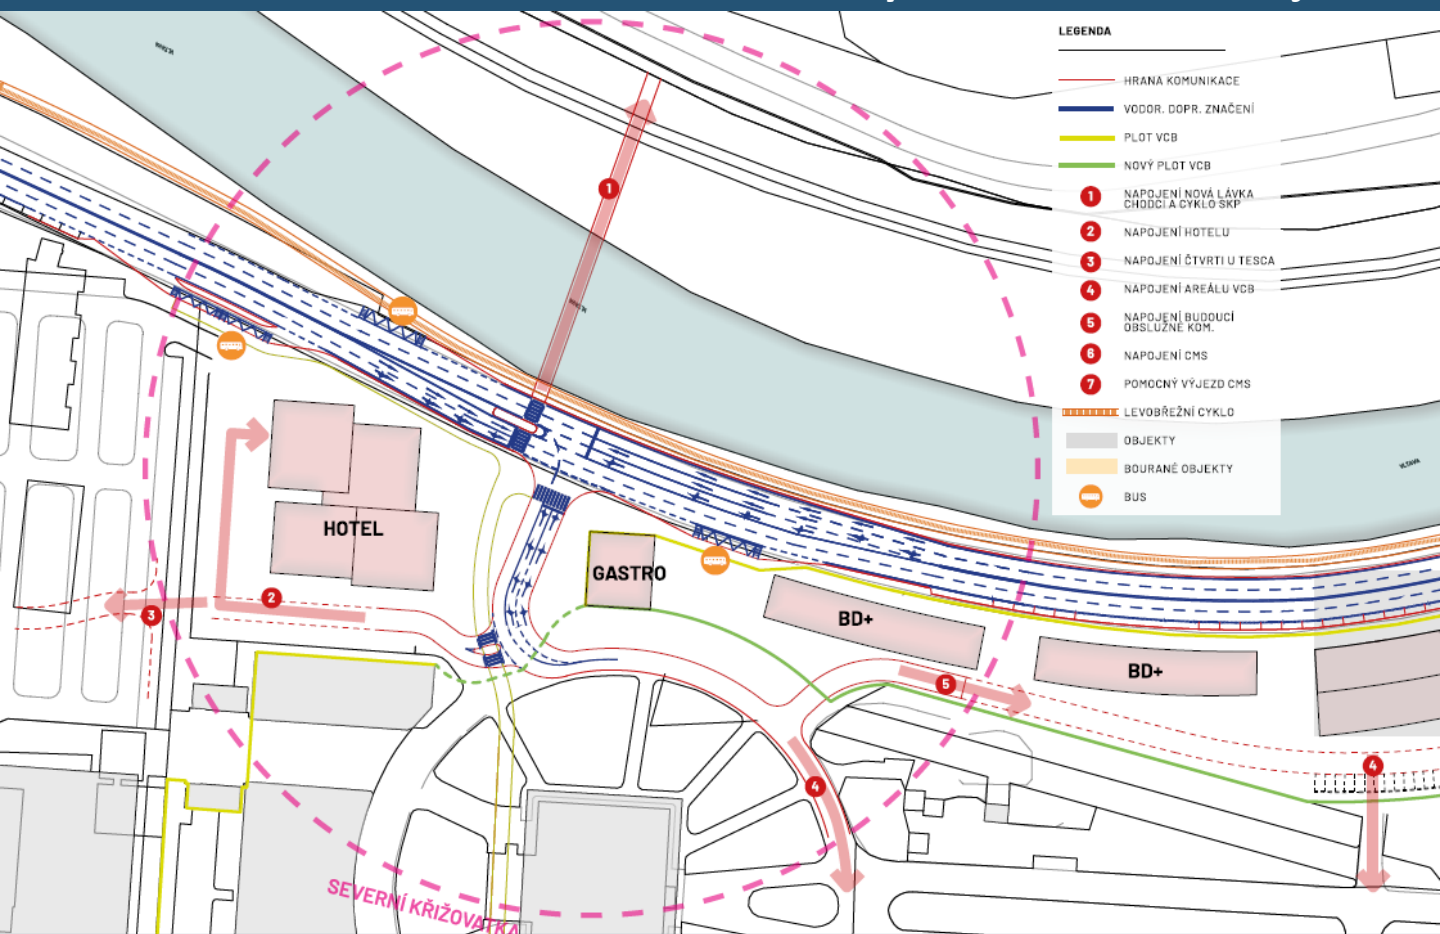 LEGENDA
HRANA KOMUNIKACE
VODOR. DOPR. ZNAČENÍ
PLOT VCB
NOVÝ PLOT VCB
1 NAPOJENÍ NOVÁ LÁVKA
CHODCI A CYKLO SKP
2 NAPOJENÍ HOTELU
3 NAPOJENÍ ČTVRTI U TESCA
4 NAPOJENÍ AREÁLU VCB
5 NAPOJENÍ BUDOUCÍ
OBSLUŽNÉ KOM.
6 NAPOJENÍ CMS
7 POMOCNÝ VÝJEZD CMS
LEVOBŘEŽNÍ CYKLO
OBJEKTY
BOURANÉ OBJEKTY
BUS
VLTAVA
1
HOTEL
GASTRO
2
3
BD+
BD+
5
4
4
SEVERNÍ KŘIŽOVATKA